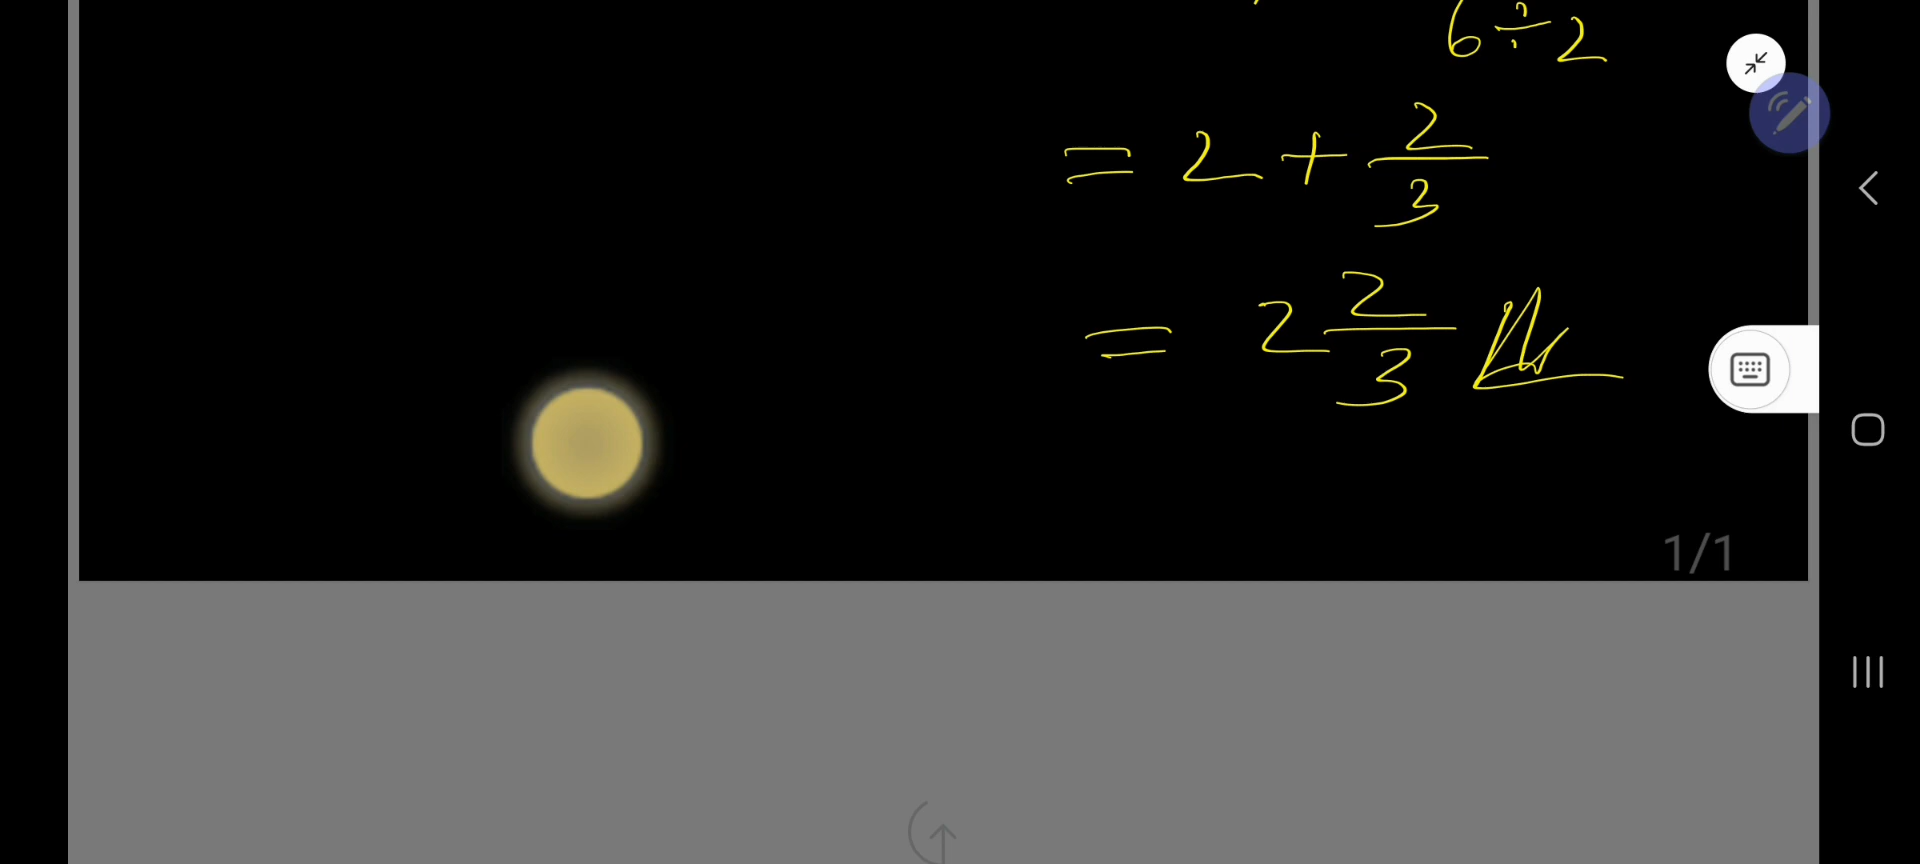 6 ÷ 2
= 2 + 2/3
= 2 2/3
1/1